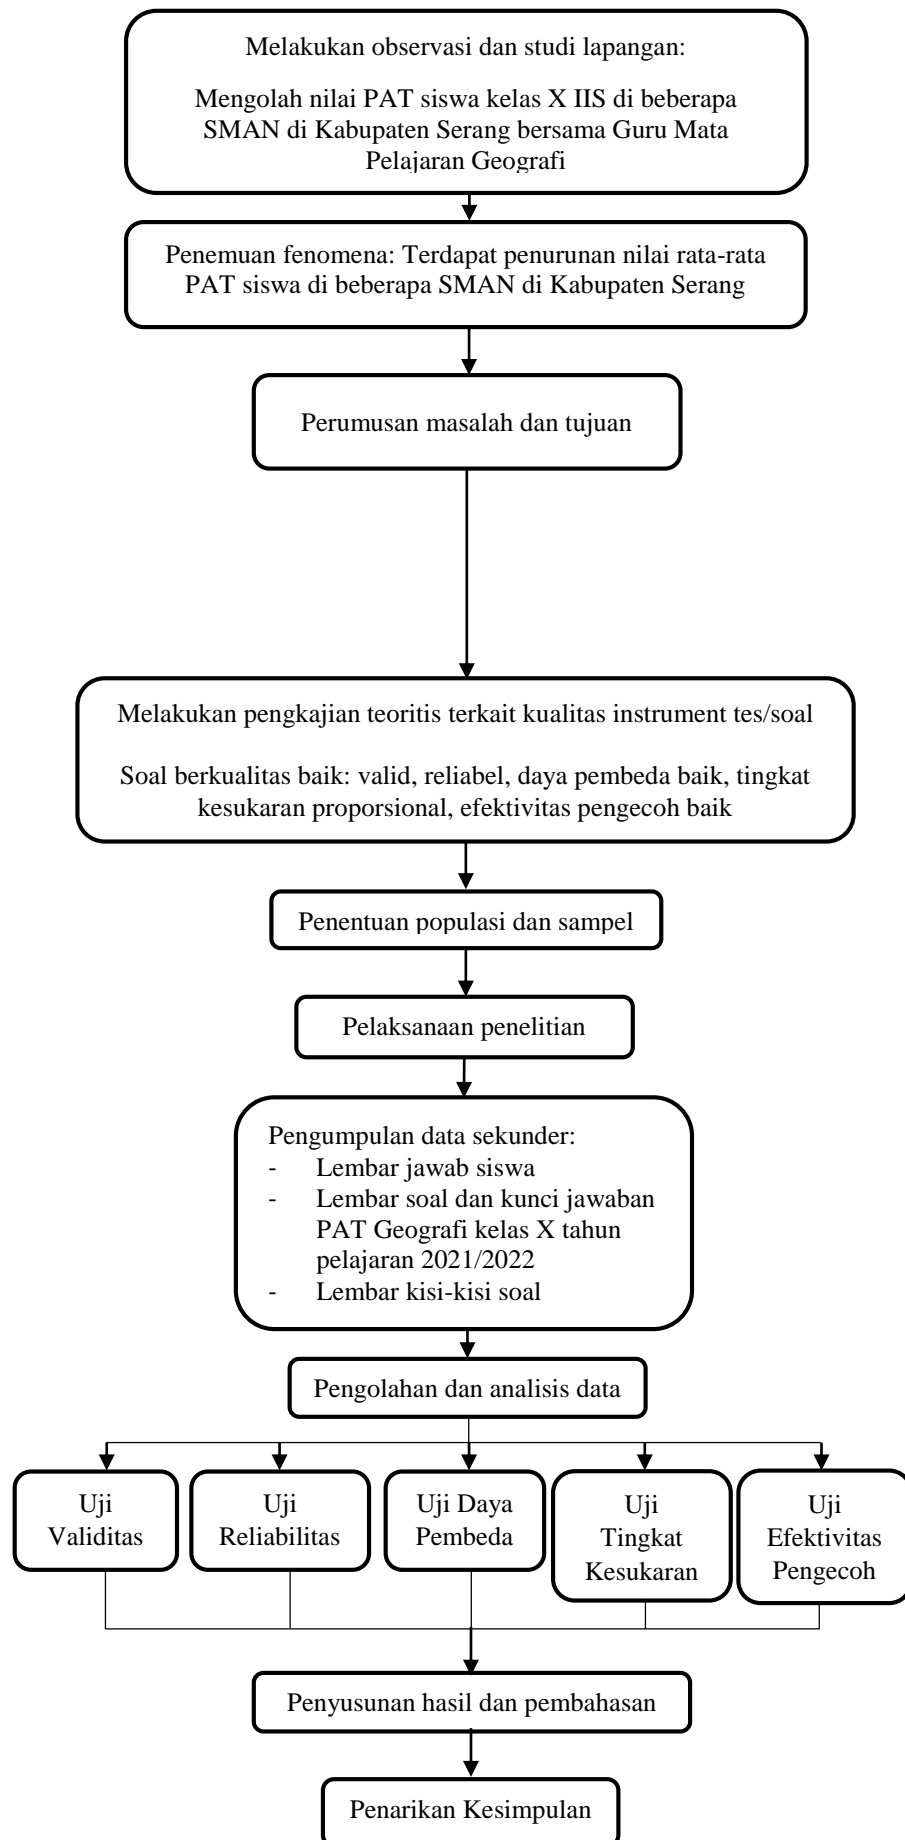 Melakukan observasi dan studi lapangan:
Mengolah nilai PAT siswa kelas X IIS di beberapa
SMAN di Kabupaten Serang bersama Guru Mata
Pelajaran Geografi
Penemuan fenomena: Terdapat penurunan nilai rata-rata
PAT siswa di beberapa SMAN di Kabupaten Serang
Perumusan masalah dan tujuan
Melakukan pengkajian teoritis terkait kualitas instrument tes/soal
Soal berkualitas baik: valid, reliabel, daya pembeda baik, tingkat
kesukaran proporsional, efektivitas pengecoh baik
Penentuan populasi dan sampel
Pelaksanaan penelitian
Pengumpulan data sekunder:
- Lembar jawab siswa
- Lembar soal dan kunci jawaban
PAT Geografi kelas X tahun
pelajaran 2021/2022
- Lembar kisi-kisi soal
Pengolahan dan analisis data
Uji
Validitas
Uji
Reliabilitas
Uji Daya
Pembeda
Uji
Tingkat
Kesukaran
Uji
Efektivitas
Pengecoh
Penyusunan hasil dan pembahasan
Penarikan Kesimpulan